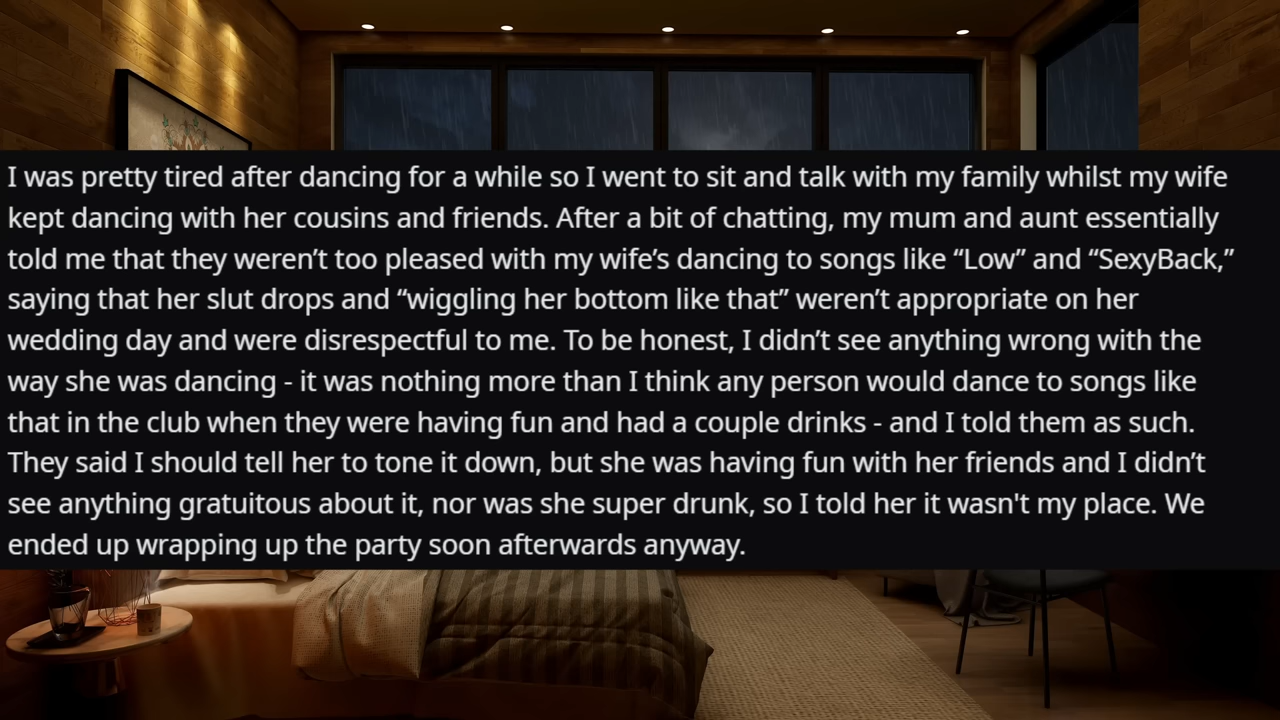 I was pretty tired after dancing for a while so I went to sit and talk with my family whilst my wife
kept dancing with her cousins and friends. After a bit of chatting, my mum and aunt essentially
told me that they weren’t too pleased with my wife’s dancing to songs like “Low” and “SexyBack,”
saying that her slut drops and “wiggling her bottom like that” weren’t appropriate on her
wedding day and were disrespectful to me. To be honest, I didn’t see anything wrong with the
way she was dancing - it was nothing more than I think any person would dance to songs like
that in the club when they were having fun and had a couple drinks - and I told them as such.
They said I should tell her to tone it down, but she was having fun with her friends and I didn’t
see anything gratuitous about it, nor was she super drunk, so I told her it wasn't my place. We
ended up wrapping up the party soon afterwards anyway.